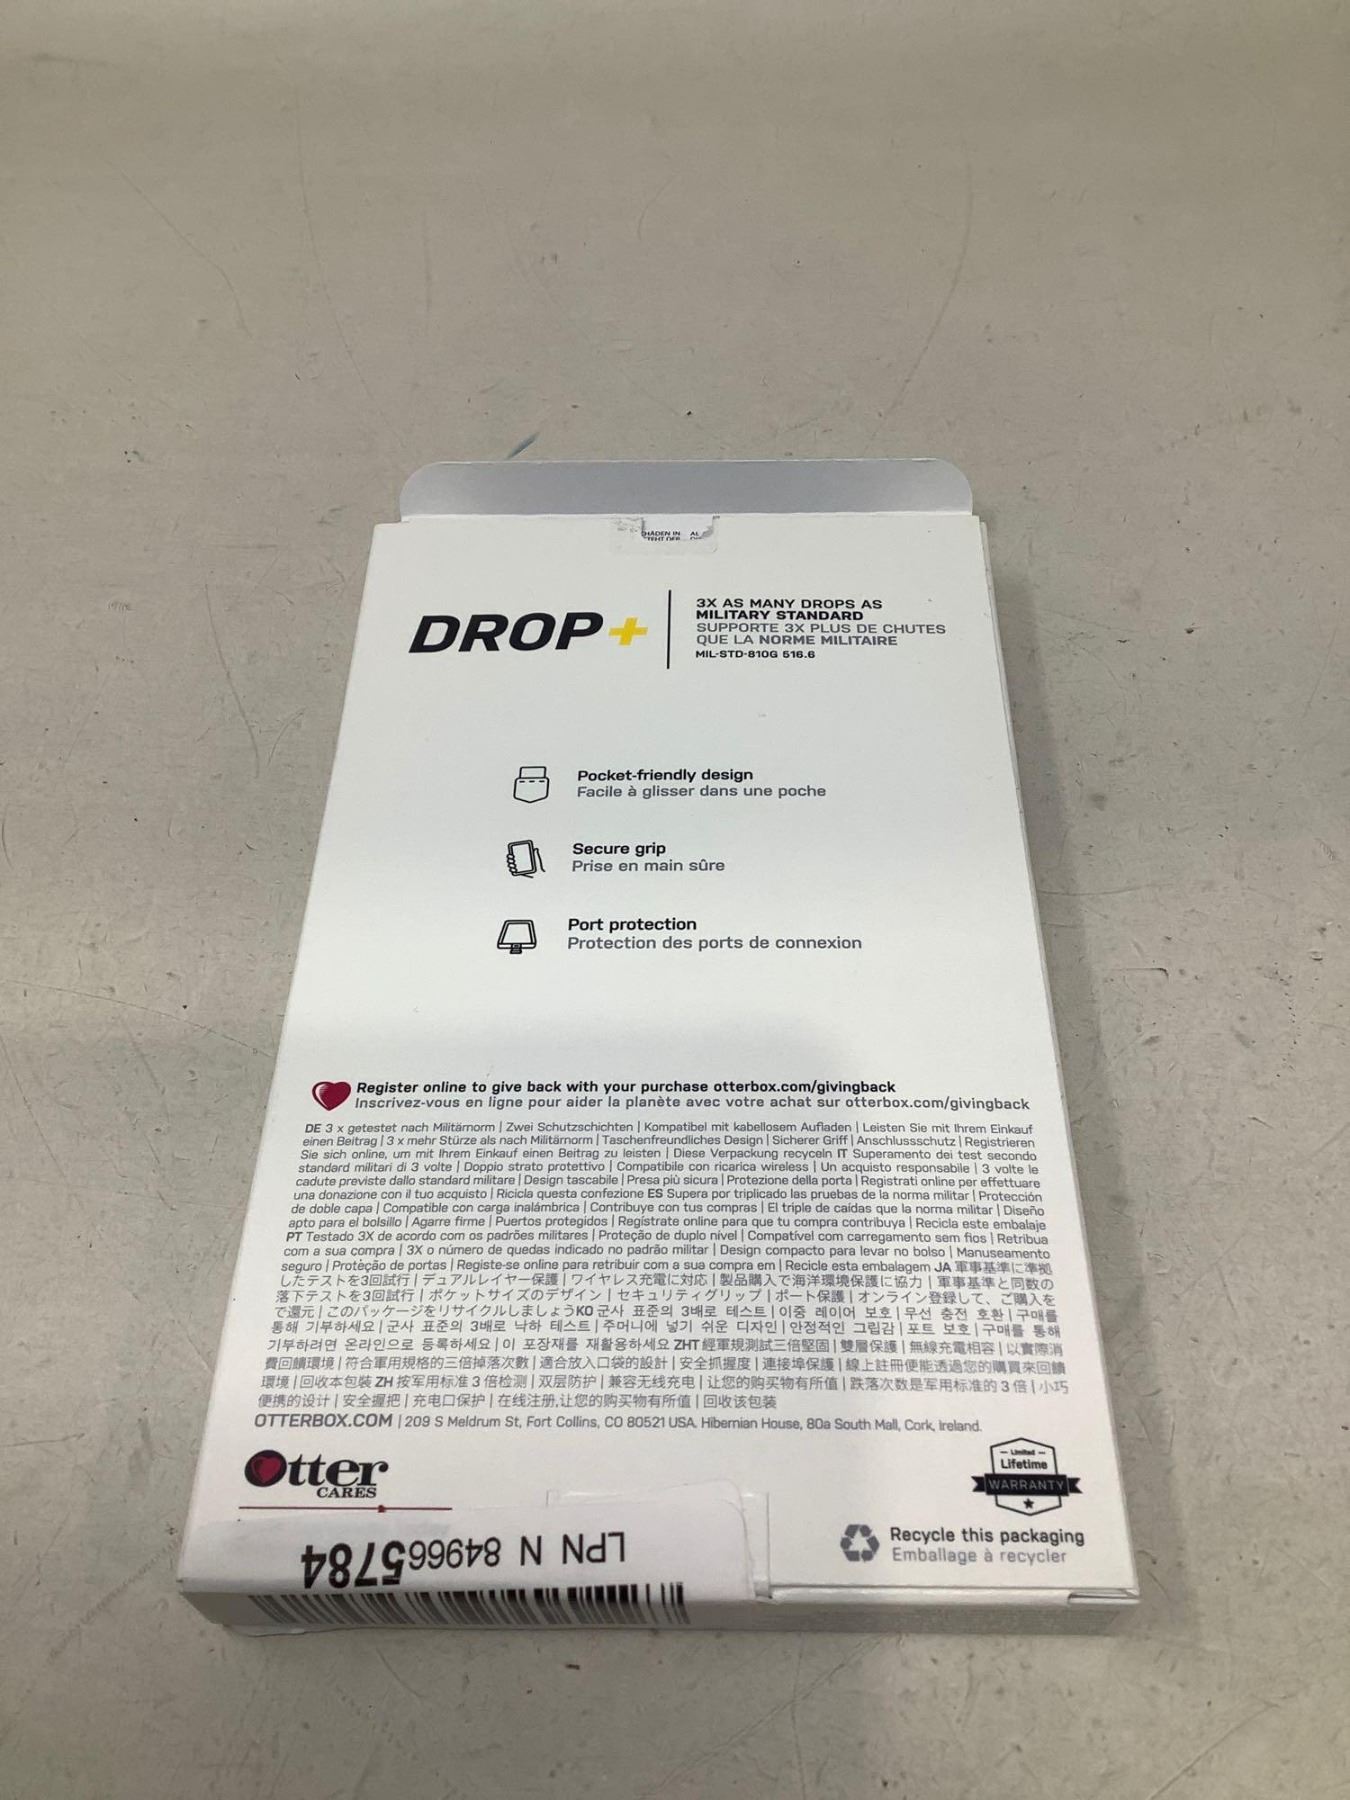 HÄDEN IN AL
TEHT DER
DROP+
3X AS MANY DROPS AS
MILITARY STANDARD
SUPPORTE 3X PLUS DE CHUTES
QUE LA NORME MILITAIRE
MIL-STD-810G 516.6
Pocket-friendly design
Facile à glisser dans une poche
Secure grip
Prise en main sûre
Port protection
Protection des ports de connexion
Register online to give back with your purchase otterbox.com/givingback
Inscrivez-vous en ligne pour aider la planète avec votre achat sur otterbox.com/givingback
DE 3 x getestet nach Militärnorm | Zwei Schutzschichten | Kompatibel mit kabellosem Aufladen | Leisten Sie mit Ihrem Einkauf
einen Beitrag | 3 x mehr Stürze als nach Militärnorm | Taschenfreundliches Design | Sicherer Griff | Anschlussschutz | Registrieren
Sie sich online, um mit Ihrem Einkauf einen Beitrag zu leisten | Diese Verpackung recyceln IT Superamento dei test secondo
standard militari di 3 volte | Doppio strato protettivo | Compatibile con ricarica wireless | Un acquisto responsabile | 3 volte le
cadute previste dallo standard militare | Design tascabile | Presa più sicura | Protezione della porta | Registrati online per effettuare
una donazione con il tuo acquisto | Ricicla questa confezione ES Supera por triplicado las pruebas de la norma militar | Protección
de doble capa | Compatible con carga inalámbrica | Contribuye con tus compras | El triple de caídas que la norma militar | Diseño
apto para el bolsillo | Agarre firme | Puertos protegidos | Regístrate online para que tu compra contribuya | Recicla este embalaje
PT Testado 3X de acordo com os padrões militares | Proteção de duplo nível | Compatível com carregamento sem fios | Retribua
com a sua compra | 3X o número de quedas indicado no padrão militar | Design compacto para levar no bolso | Manuseamento
seguro | Proteção de portas | Registe-se online para retribuir com a sua compra em | Recicle esta embalagem JA 軍事基準に準拠
したテストを3回試行 | デュアルレイヤー保護 | ワイヤレス充電に対応 | 製品購入で海洋環境保護に協力 | 軍事基準と同数の
落下テストを3回試行 | ポケットサイズのデザイン | セキュリティグリップ | ポート保護 | オンライン登録して、ご購入を
で還元 | このパッケージをリサイクルしましょうKO 군사 표준의 3배로 테스트 | 이중 레이어 보호 | 무선 충전 호환 | 구매를
통해 기부하세요 | 군사 표준의 3배로 낙하 테스트 | 주머니에 넣기 쉬운 디자인 | 안정적인 그립감 | 포트 보호 | 구매를 통해
기부하려면 온라인으로 등록하세요 | 이 포장재를 재활용하세요 ZHT 經軍規測試三倍堅固 | 雙層保護 | 無線充電相容 | 以實際消
費回饋環境 | 符合軍用規格的三倍掉落次數 | 適合放入口袋的設計 | 安全抓握度 | 連接埠保護 | 線上註冊便能透過您的購買來回饋
環境 | 回收本包裝 ZH 按军用标准 3 倍检测 | 双层防护 | 兼容无线充电 | 让您的购买物有所值 | 跌落次数是军用标准的 3 倍 | 小巧
便携的设计 | 安全握把 | 充电口保护 | 在线注册,让您的购买物有所值 | 回收该包装
OTTERBOX.COM | 209 S Meldrum St, Fort Collins, CO 80521 USA. Hibernian House, 80a South Mall, Cork, Ireland.
Otter
CARES
Limited
Lifetime
WARRANTY
Recycle this packaging
Emballage à recycler
LPN N 849665784